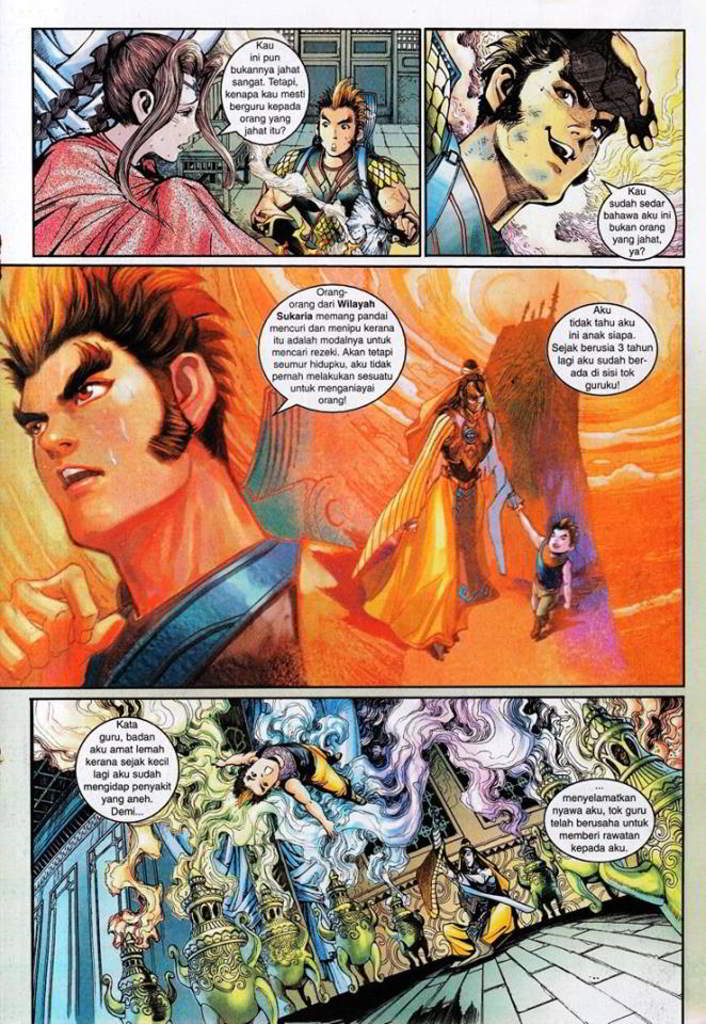 Kau
ini pun
bukannya jahat
sangat. Tetapi,
kenapa kau mesti
berguru kepada
orang yang
jahat itu?
Kau
sudah sedar
bahawa aku ini
bukan orang
yang jahat,
ya?
Orang-
orang dari Wilayah
Sukaria memang pandai
mencuri dan menipu kerana
itu adalah modalnya untuk
mencari rezeki. Akan tetapi
seumur hidupku, aku tidak
pernah melakukan sesuatu
untuk menganiayai
orang!
Aku
tidak tahu aku
ini anak siapa.
Sejak berusia 3 tahun
lagi aku sudah ber-
ada di sisi tok
guruku!
Kata
guru, badan
aku amat lemah
kerana sejak kecil
lagi aku sudah
mengidap penyakit
yang aneh.
Demi...
...
menyelamatkan
nyawa aku, tok guru
telah berusaha untuk
memberi rawatan
kepada aku.